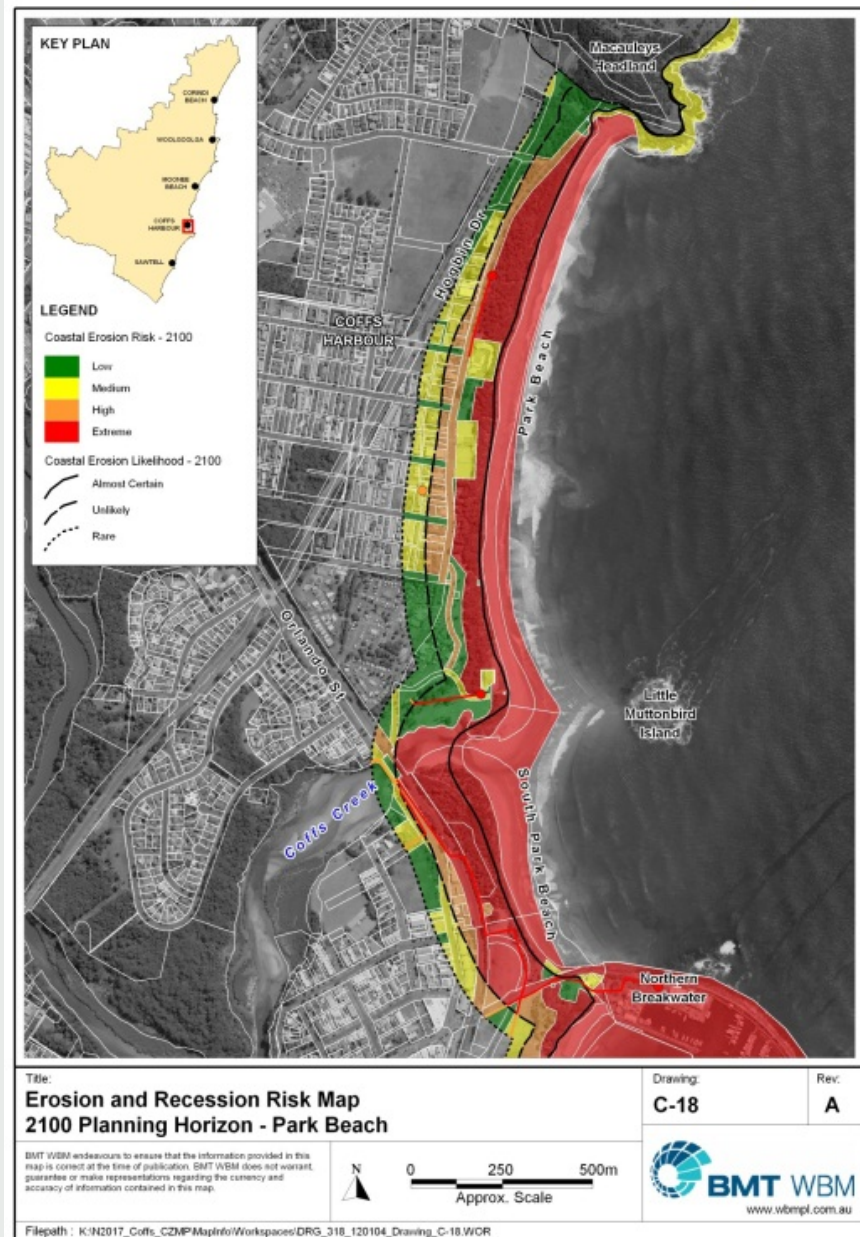 KEY PLAN
CORINDI
BEACH
WOOLGOOLGA
MOONEE
BEACH
COFFS
HARBOUR
SAWTELL
LEGEND
Coastal Erosion Risk - 2100
Low
Medium
High
Extreme
Coastal Erosion Likelihood - 2100
Almost Certain
Unlikely
Rare
Macauleys
Headland
Hogbin Dr
COFFS
HARBOUR
Park Beach
Orlando St
Little
Muttonbird
Island
Coffs Creek
South Park Beach
Northern
Breakwater
Title:
Erosion and Recession Risk Map
2100 Planning Horizon - Park Beach
Drawing:
C-18
Rev:
A
BMT WBM endeavours to ensure that the information provided in this
map is correct at the time of publication. BMT WBM does not warrant,
guarantee or make representations regarding the currency and
accuracy of information contained in this map.
N
0 250 500m
Approx. Scale
BMT WBM
www.wbmpl.com.au
Filepath : K:\N2017_Coffs_CZMP\MapInfo\Workspaces\DRG_318_120104_Drawing_C-18.WOR